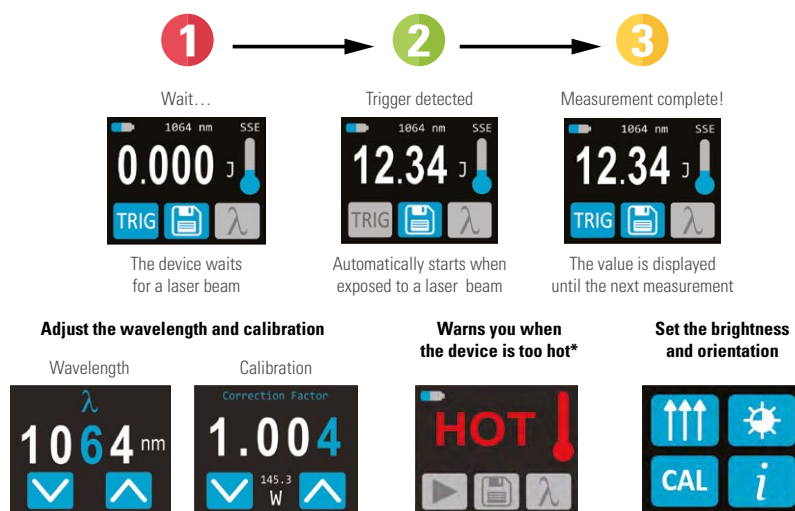 1
2
3
Wait...
Trigger detected
Measurement complete!
1064 nm SSE
0.000 J
TRIG λ
1064 nm SSE
12.34 J
TRIG λ
1064 nm SSE
12.34 J
TRIG λ
The device waits
for a laser beam
Automatically starts when
exposed to a laser beam
The value is displayed
until the next measurement
Adjust the wavelength and calibration
Wavelength
λ
1064 nm
Calibration
Correction Factor
1.004
145.3
W
Warns you when
the device is too hot*
HOT
λ
Set the brightness
and orientation
CAL i